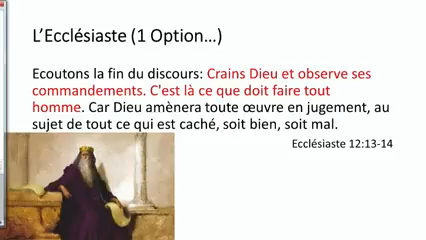 L’Ecclésiaste (1 Option…)
Ecoutons la fin du discours: Crains Dieu et observe ses
commandements. C'est là ce que doit faire tout
homme. Car Dieu amènera toute œuvre en jugement, au
sujet de tout ce qui est caché, soit bien, soit mal.
Ecclésiaste 12:13-14